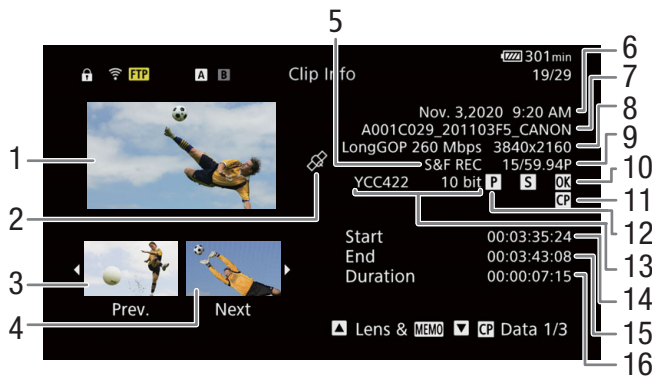 5
301min
6
FTP A B Clip Info 19/29
7
Nov. 3,2020 9:20 AM
8
A001C029_201103F5_CANON
9
LongGOP 260 Mbps 3840x2160
1
S&F REC 15/59.94P
10
YCC422 10 bit P S OK
11
CP
2
12
Start 00:03:35:24
13
End 00:03:43:08
3
Duration 00:00:07:15
14
4
Prev. Next
15
▲ Lens & MEMO ▼ CP Data 1/3
16